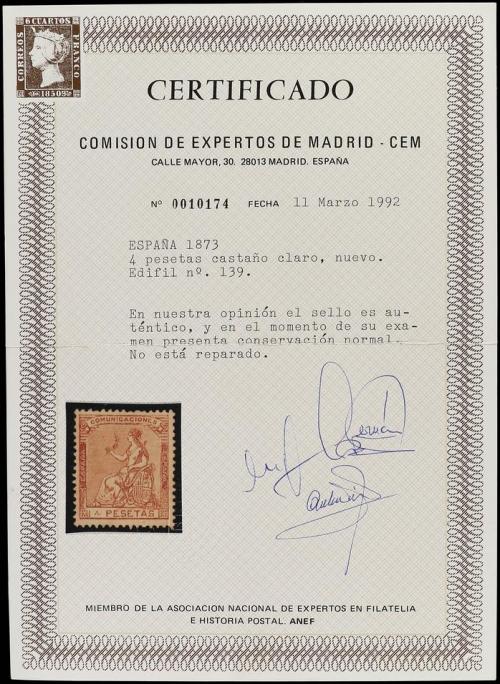 6 CUARTOS
CORREOS
FRANCO
1850
CERTIFICADO
COMISION DE EXPERTOS DE MADRID - CEM
CALLE MAYOR, 30. 28013 MADRID. ESPAÑA
Nº 0010174 FECHA 11 Marzo 1992
ESPAÑA 1873
4 pesetas castaño claro, nuevo.
Edifil nº. 139.
En nuestra opinión el sello es au-
téntico, y en el momento de su exa-
men presenta conservación normal.
No está reparado.
COMUNICACIONES
ESPAÑA
4 PESETAS
MIEMBRO DE LA ASOCIACION NACIONAL DE EXPERTOS EN FILATELIA
E HISTORIA POSTAL. ANEF